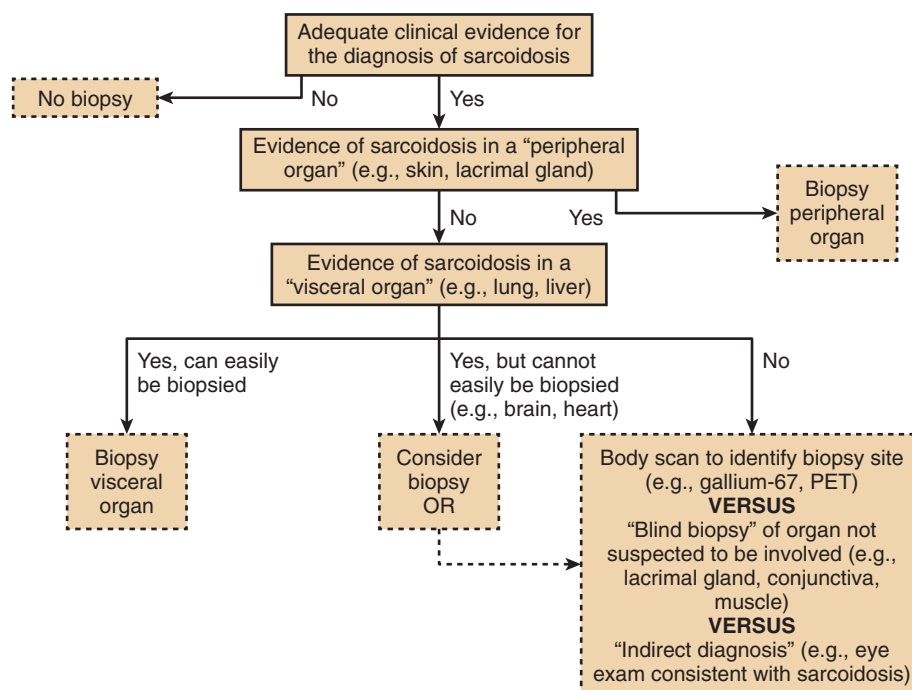 Adequate clinical evidence for
the diagnosis of sarcoidosis
No biopsy
No
Yes
Evidence of sarcoidosis in a “peripheral
organ” (e.g., skin, lacrimal gland)
No
Yes
Biopsy
peripheral
organ
Evidence of sarcoidosis in a
“visceral organ” (e.g., lung, liver)
Yes, can easily
be biopsied
Yes, but cannot
easily be biopsied
(e.g., brain, heart)
No
Biopsy
visceral
organ
Consider
biopsy
OR
Body scan to identify biopsy site
(e.g., gallium-67, PET)
VERSUS
“Blind biopsy” of organ not
suspected to be involved (e.g.,
lacrimal gland, conjunctiva,
muscle)
VERSUS
“Indirect diagnosis” (e.g., eye
exam consistent with sarcoidosis)